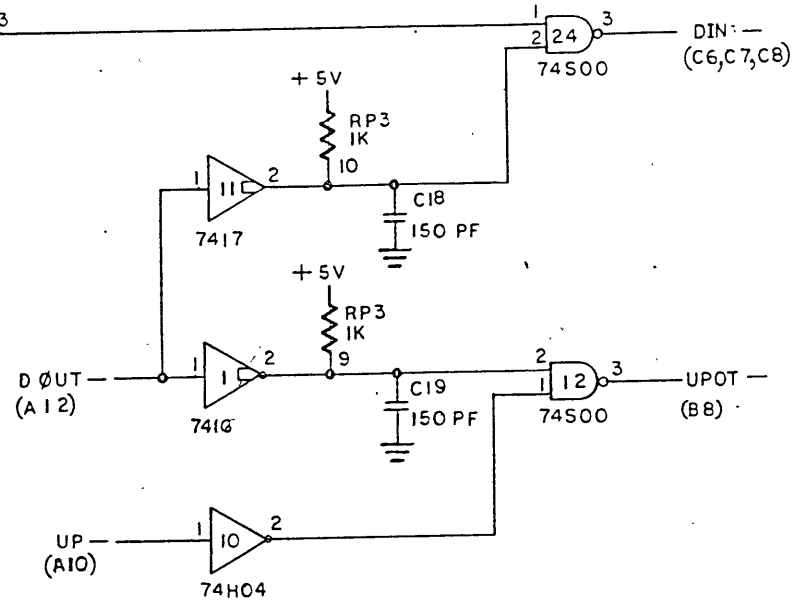 3
1
2
24
3
DIN —
(C6,C7,C8)
74S00
+ 5V
RP3
1K
10
1
11
2
7417
C18
150 PF
+ 5V
RP3
1K
9
1
1
2
7416
C19
150 PF
2
1
12
3
74S00
DØUT —
(A12)
UPOT —
(B8)
UP —
(A10)
1
10
2
74H04